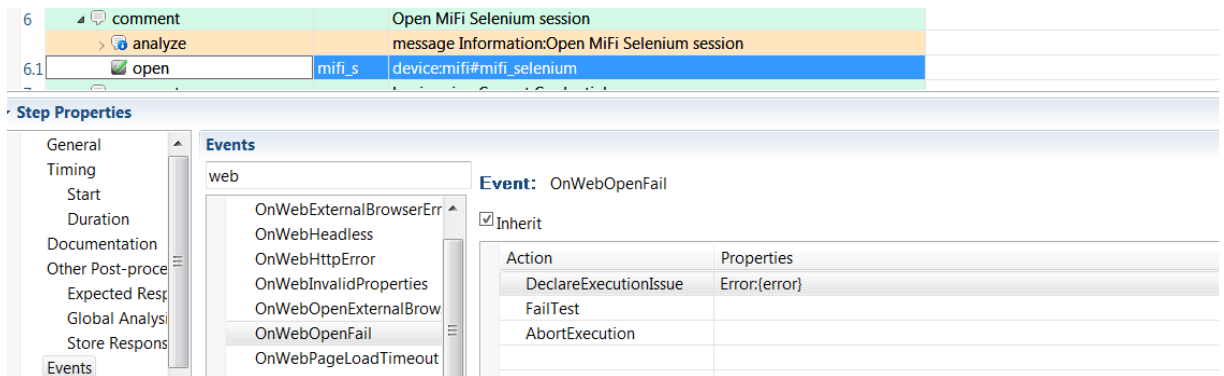 6 comment Open MiFi Selenium session
analyze message Information:Open MiFi Selenium session
6.1 open mifi_s device:mifi#mifi_selenium
Step Properties
General
Timing
Start
Duration
Documentation
Other Post-proce
Expected Resp
Global Analysi
Store Respons
Events
Events
web
OnWebExternalBrowserErr
OnWebHeadless
OnWebHttpError
OnWebInvalidProperties
OnWebOpenExternalBrow
OnWebOpenFail
OnWebPageLoadTimeout
Event: OnWebOpenFail
Inherit
Action Properties
DeclareExecutionIssue Error:{error}
FailTest
AbortExecution